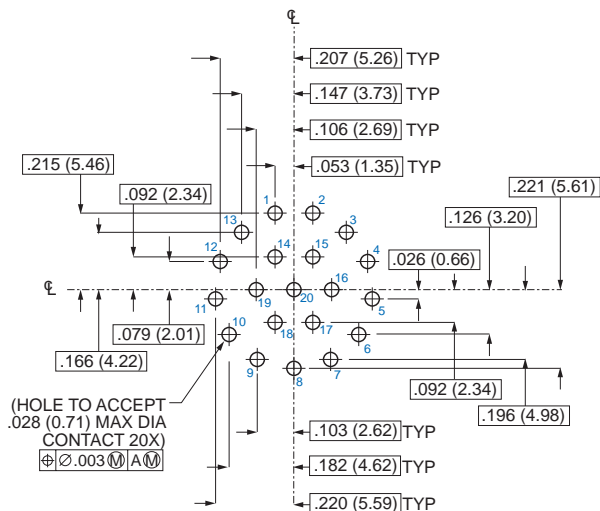 ℄
.207 (5.26) TYP
.147 (3.73) TYP
.106 (2.69) TYP
.053 (1.35) TYP
.215 (5.46)
.092 (2.34)
.221 (5.61)
.126 (3.20)
.026 (0.66)
1
2
13
3
14
15
12
4
16
℄
19
20
11
5
.079 (2.01)
18
17
10
6
.166 (4.22)
9
8
7
.092 (2.34)
.196 (4.98)
(HOLE TO ACCEPT
.028 (0.71) MAX DIA
CONTACT 20X)
⌖ ∅.003 Ⓜ A Ⓜ
.103 (2.62) TYP
.182 (4.62) TYP
.220 (5.59) TYP